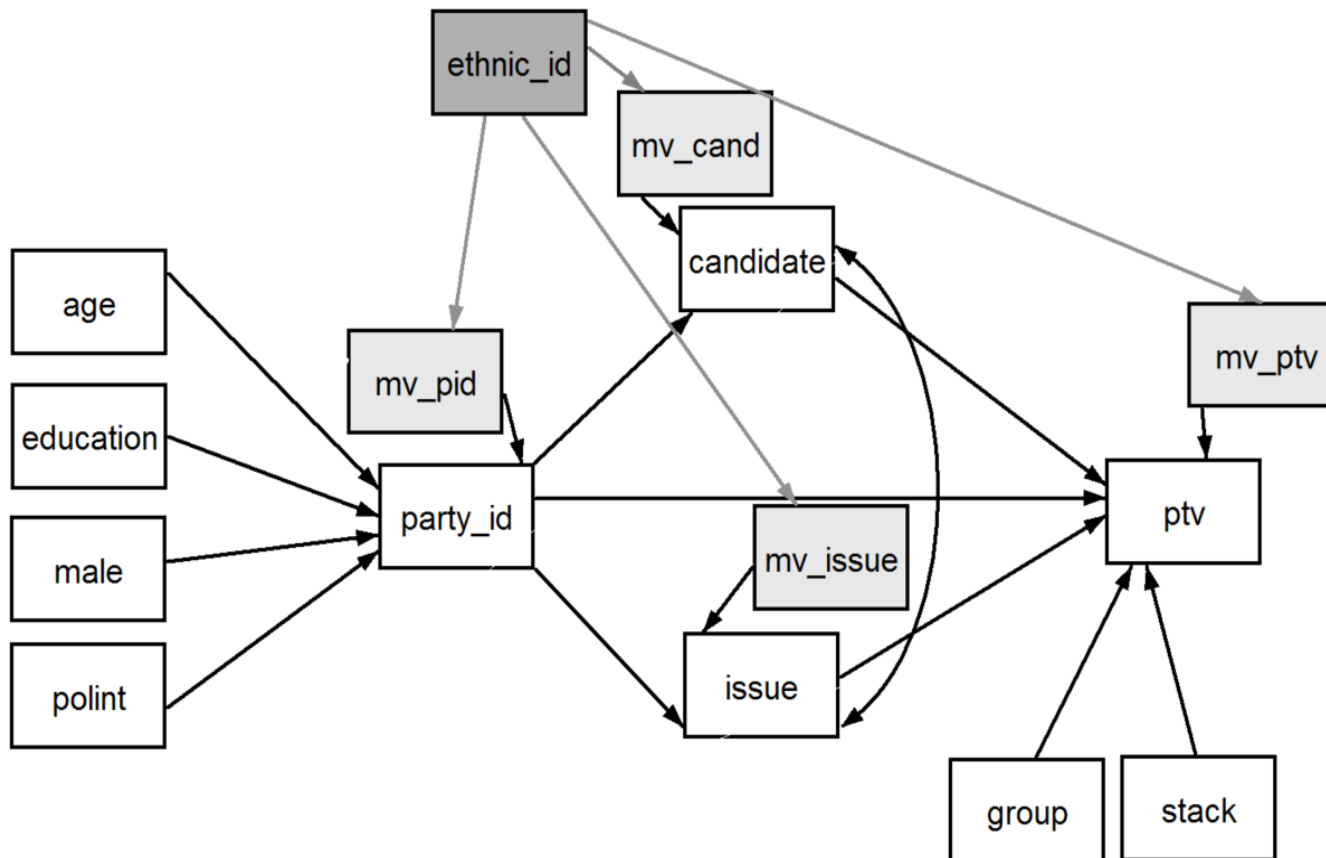 ethnic_id
mv_cand
candidate
age
mv_pid
mv_ptv
education
party_id
ptv
male
mv_issue
polint
issue
group
stack